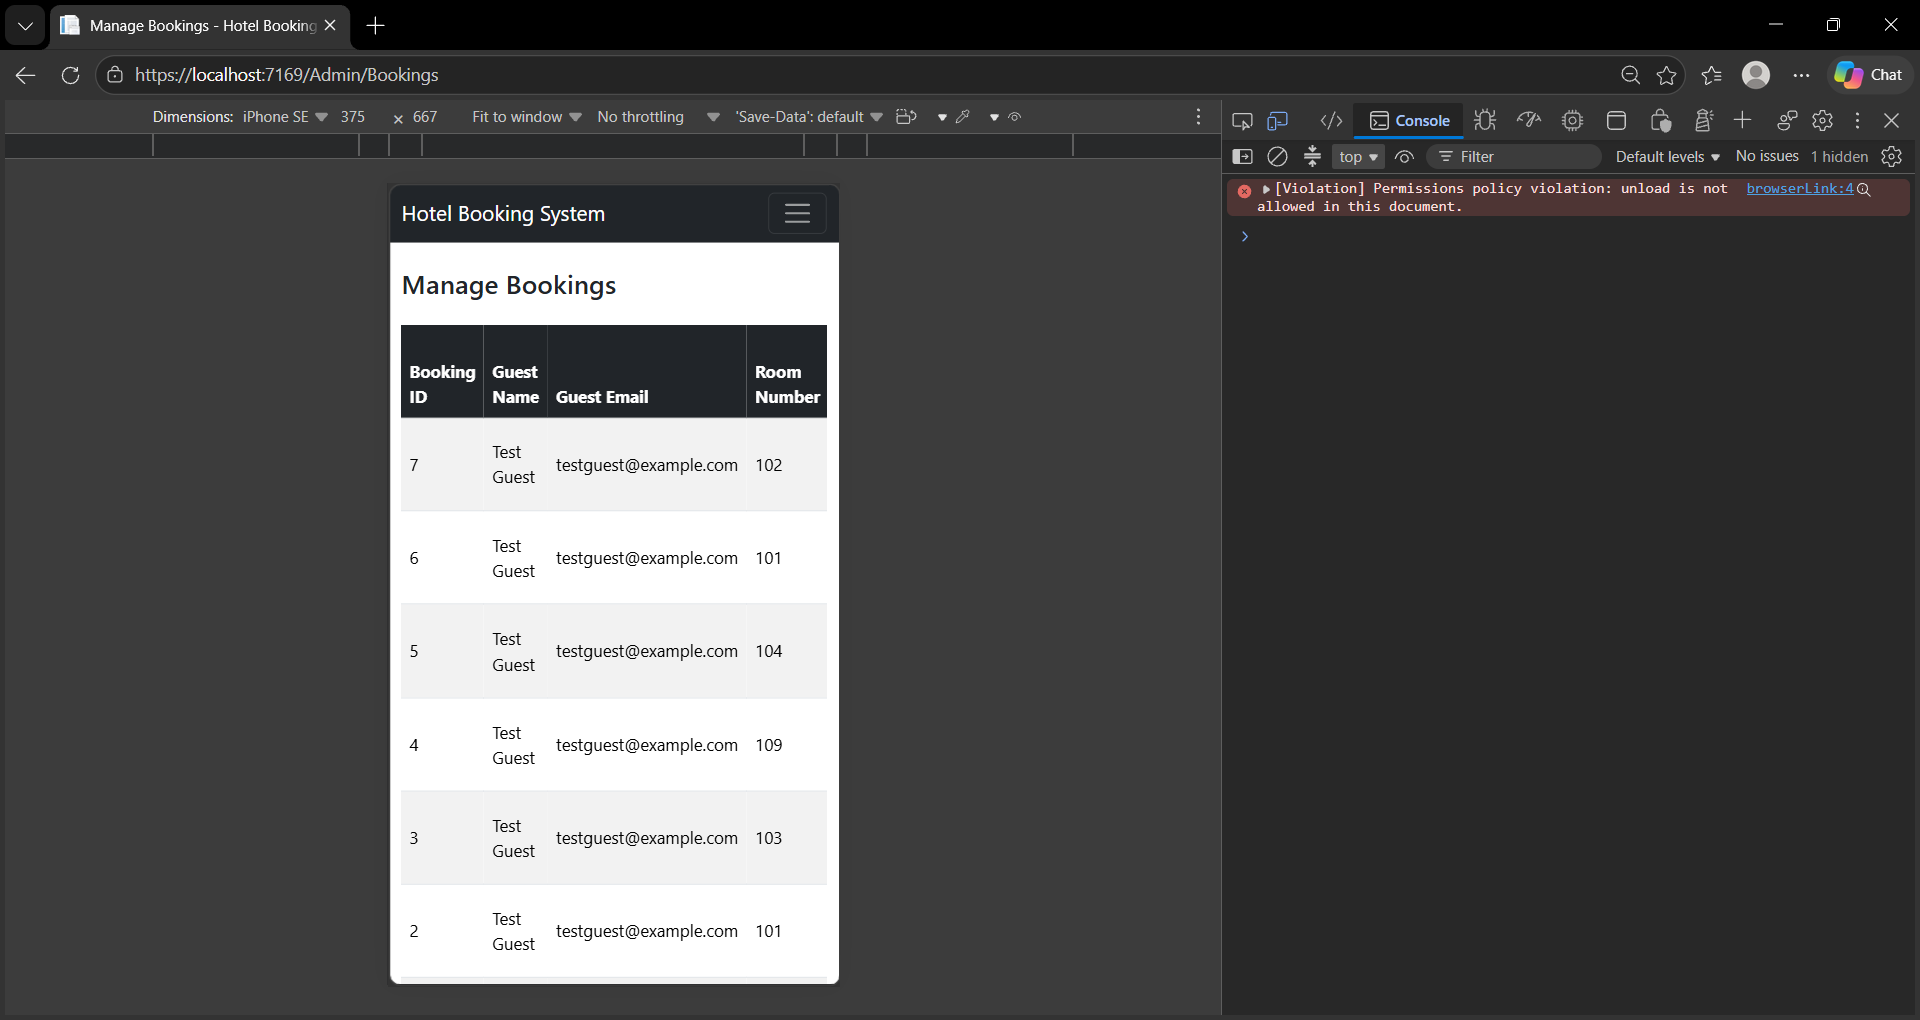 Manage Bookings - Hotel Booking
https://localhost:7169/Admin/Bookings
Chat
Dimensions: iPhone SE 375 × 667 Fit to window No throttling 'Save-Data': default
Console
top Filter Default levels No issues 1 hidden
[Violation] Permissions policy violation: unload is not browserLink:4
allowed in this document.
Hotel Booking System
Manage Bookings
Booking ID Guest Name Guest Email Room Number
7 Test Guest testguest@example.com 102
6 Test Guest testguest@example.com 101
5 Test Guest testguest@example.com 104
4 Test Guest testguest@example.com 109
3 Test Guest testguest@example.com 103
2 Test Guest testguest@example.com 101